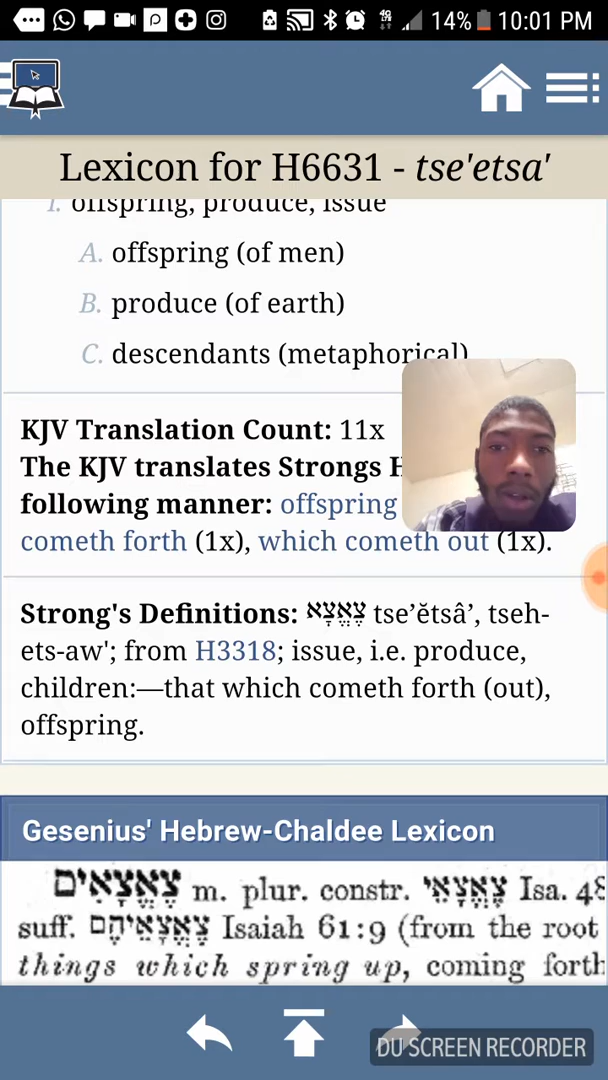 14% 10:01 PM
Lexicon for H6631 - tse'etsa'
I. offspring, produce, issue
A. offspring (of men)
B. produce (of earth)
C. descendants (metaphorical)
KJV Translation Count: 11x
The KJV translates Strongs H
following manner: offspring
cometh forth (1x), which cometh out (1x).
Strong's Definitions: צֶאֱצָא tse’ĕtsâ’, tseh-
ets-aw'; from H3318; issue, i.e. produce,
children:—that which cometh forth (out),
offspring.
Gesenius' Hebrew-Chaldee Lexicon
צֶאֱצָאִים m. plur. constr. צֶאֱצָאֵי Isa. 48
suff. צֶאֱצָאֵיהֶם Isaiah 61:9 (from the root
things which spring up, coming forth
DU SCREEN RECORDER